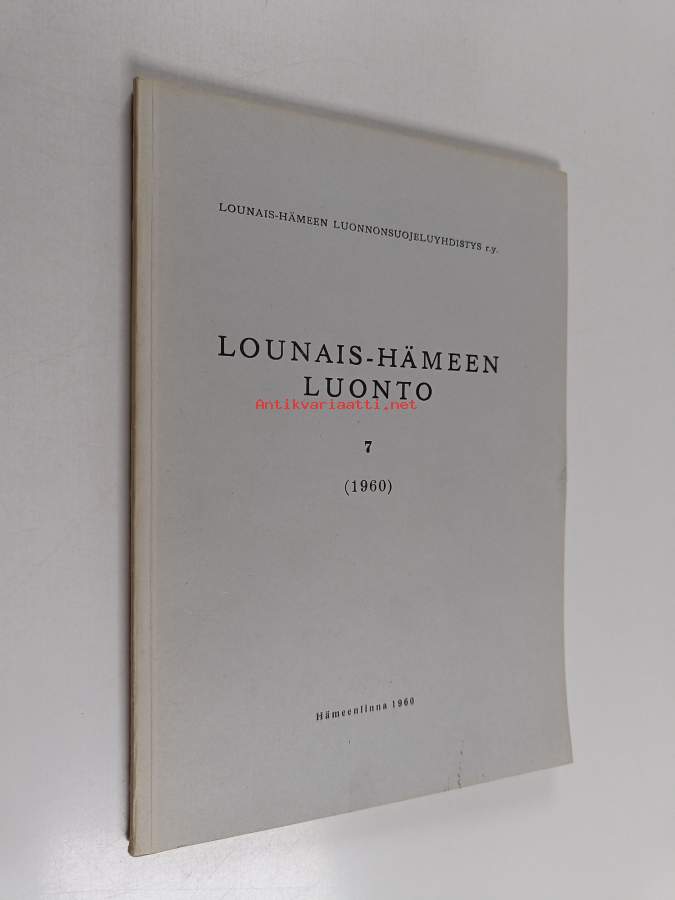 LOUNAIS-HÄMEEN LUONNONSUOJELUYHDISTYS r.y.
LOUNAIS-HÄMEEN
LUONTO
Antikvariaatti.net
7
(1960)
Hämeenlinna 1960